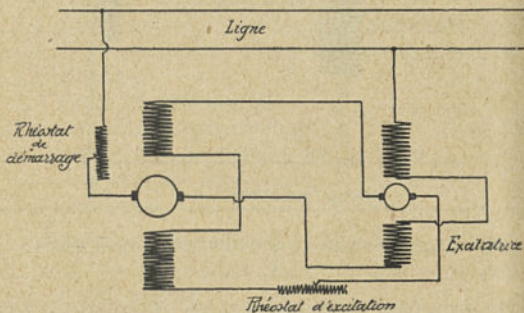 Ligne
Rhéostat
de
démarrage
Excitatrice
Rhéostat d'excitation